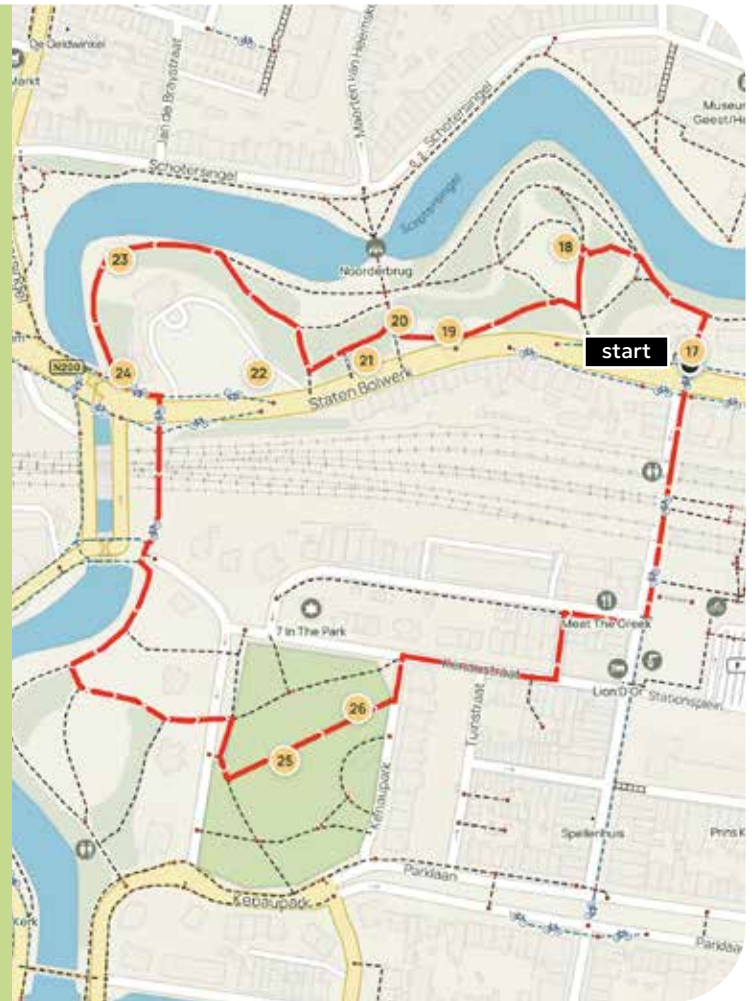 De Geldwinkel
Markt
Jan de Braystraat
Maerten van Heemsk
Schotersingel
Museum
Geest/He
Schotersingel
Schotersingel
Noorderbrug
23
18
20
19
17
start
21
22
24
N200
Staten Bolwerk
7 In The Park
Meet The Greek
Kenaustraat
Lion D'Or
Stationsplein
P
26
25
Tuinstraat
Kenaupark
Spellenhuis
Prins K
Parklaan
Kenaupark
Kerk
Parklaan